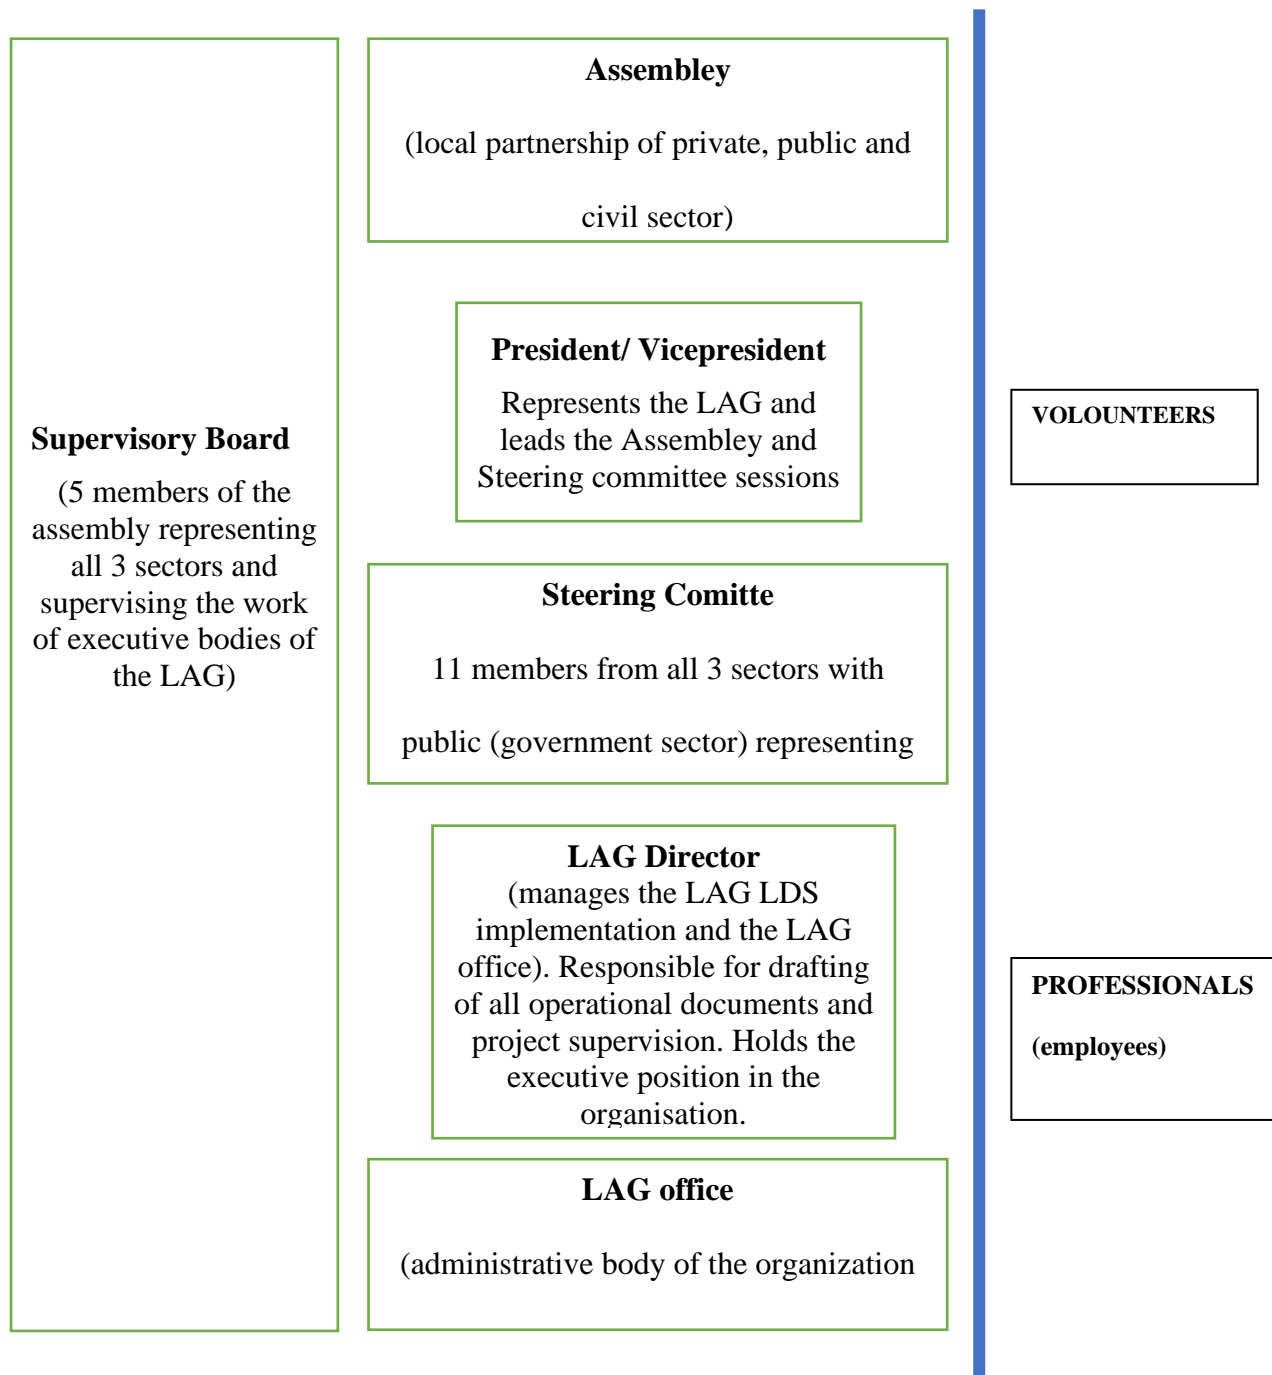 Supervisory Board
(5 members of the
assembly representing
all 3 sectors and
supervising the work
of executive bodies of
the LAG)
Assembley
(local partnership of private, public and
civil sector)
President/ Vicepresident
Represents the LAG and
leads the Assembley and
Steering committee sessions
Steering Comitte
11 members from all 3 sectors with
public (government sector) representing
LAG Director
(manages the LAG LDS
implementation and the LAG
office). Responsible for drafting
of all operational documents and
project supervision. Holds the
executive position in the
organisation.
LAG office
(administrative body of the organization
VOLOUNTEERS
PROFESSIONALS
(employees)